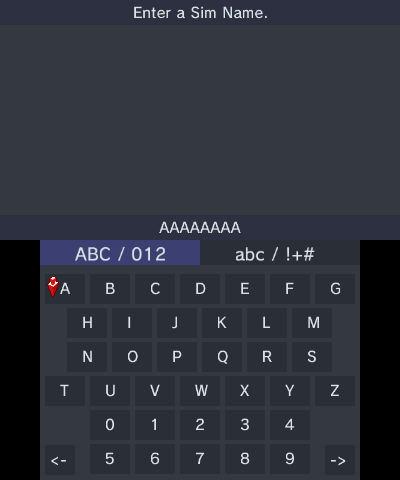 Enter a Sim Name.
AAAAAAAA
ABC / 012 abc / !+#
A B C D E F G
H I J K L M
N O P Q R S
T U V W X Y Z
0 1 2 3 4
<- 5 6 7 8 9 ->